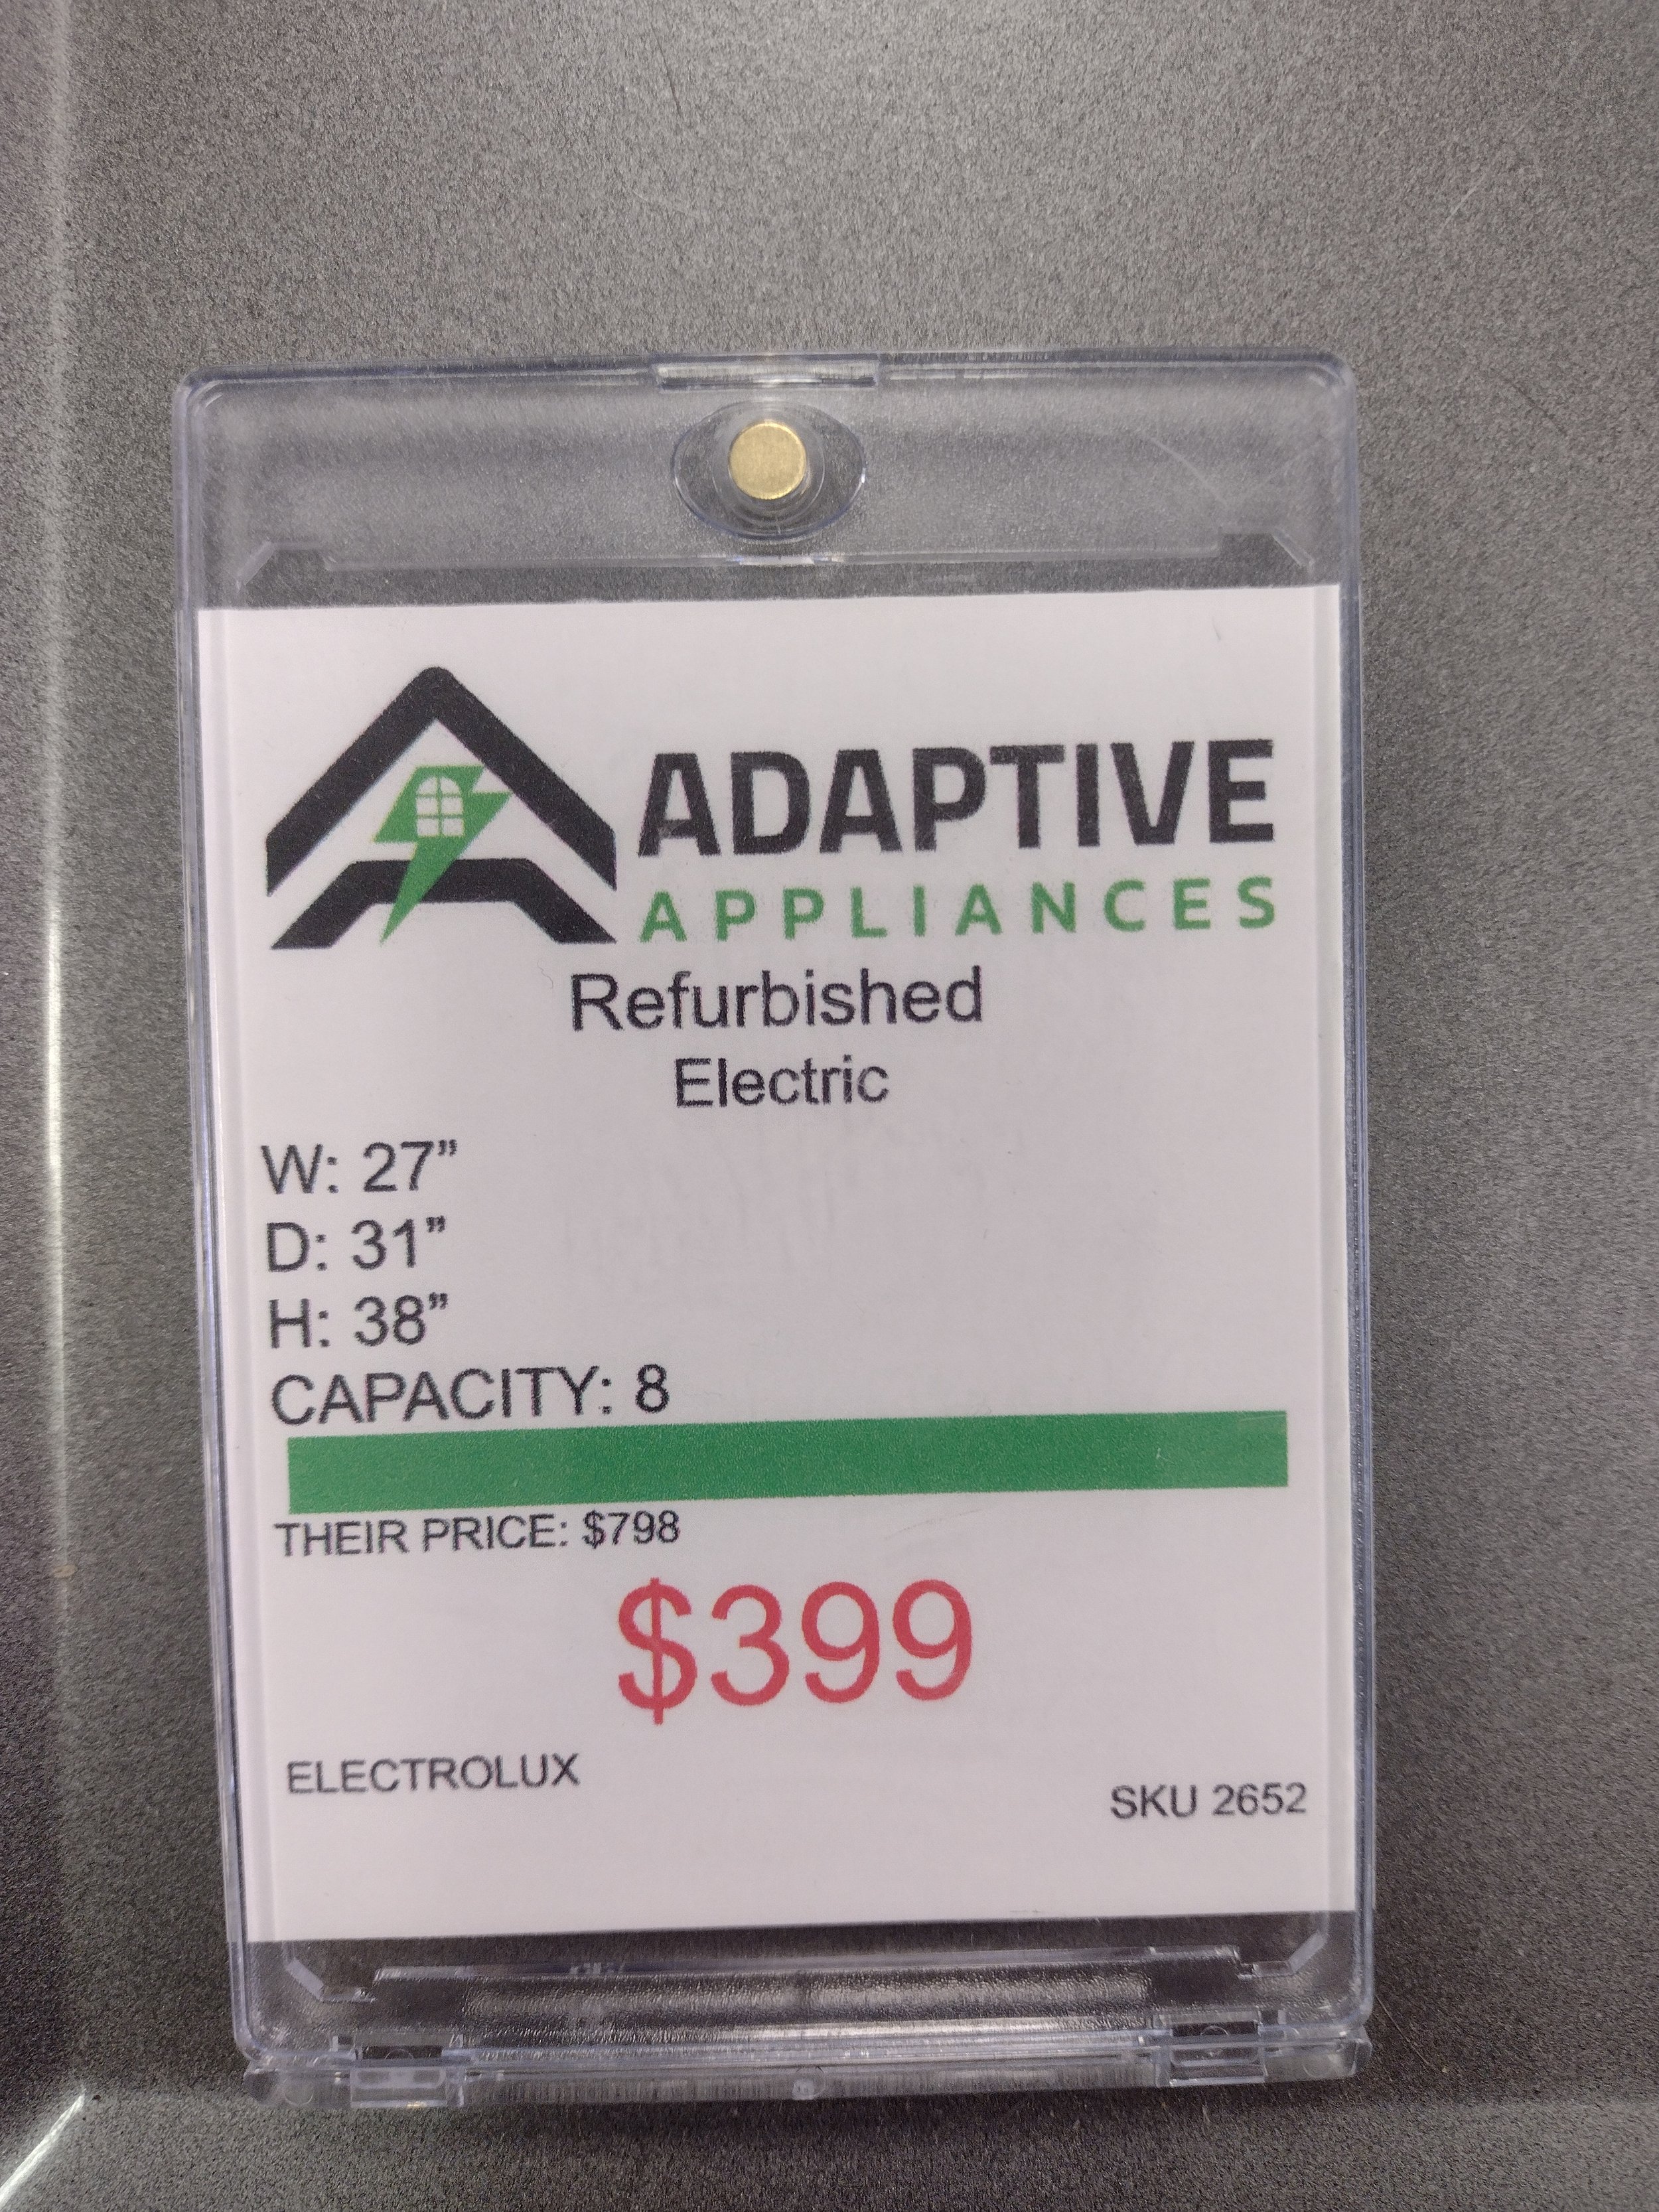 ADAPTIVE
APPLIANCES
Refurbished
Electric
W: 27”
D: 31”
H: 38”
CAPACITY: 8
THEIR PRICE: $798
$399
ELECTROLUX
SKU 2652